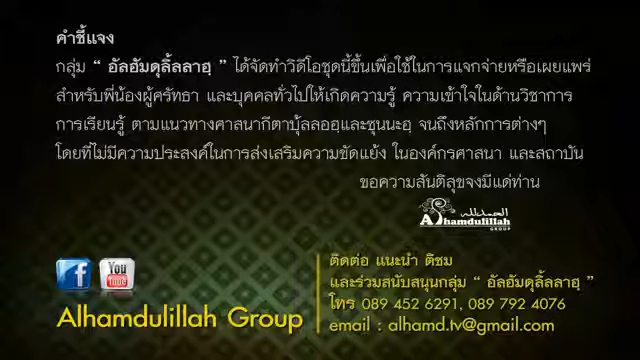 คำชี้แจง
กลุ่ม “ อัลฮัมดุลิ้ลลาฮฺ ” ได้จัดทำวิดีโอชุดนี้ขึ้นเพื่อใช้ในการแจกจ่ายหรือเผยแพร่
สำหรับพี่น้องผู้ศรัทธา และบุคคลทั่วไปให้เกิดความรู้ ความเข้าใจในด้านวิชาการ
การเรียนรู้ ตามแนวทางศาสนากีตาบุ้ลลอฮฺและซุนนะฮฺ จนถึงหลักการต่างๆ
โดยที่ไม่มีความประสงค์ในการส่งเสริมความขัดแย้ง ในองค์กรศาสนา และสถาบัน
ขอความสันติสุขจงมีแด่ท่าน
الحمد لله
Alhamdulillah
GROUP
You
Tube
ติดต่อ แนะนำ ติชม
และร่วมสนับสนุนกลุ่ม “ อัลฮัมดุลิ้ลลาฮฺ ”
โทร 089 452 6291, 089 792 4076
email : alhamd.tv@gmail.com
Alhamdulillah Group